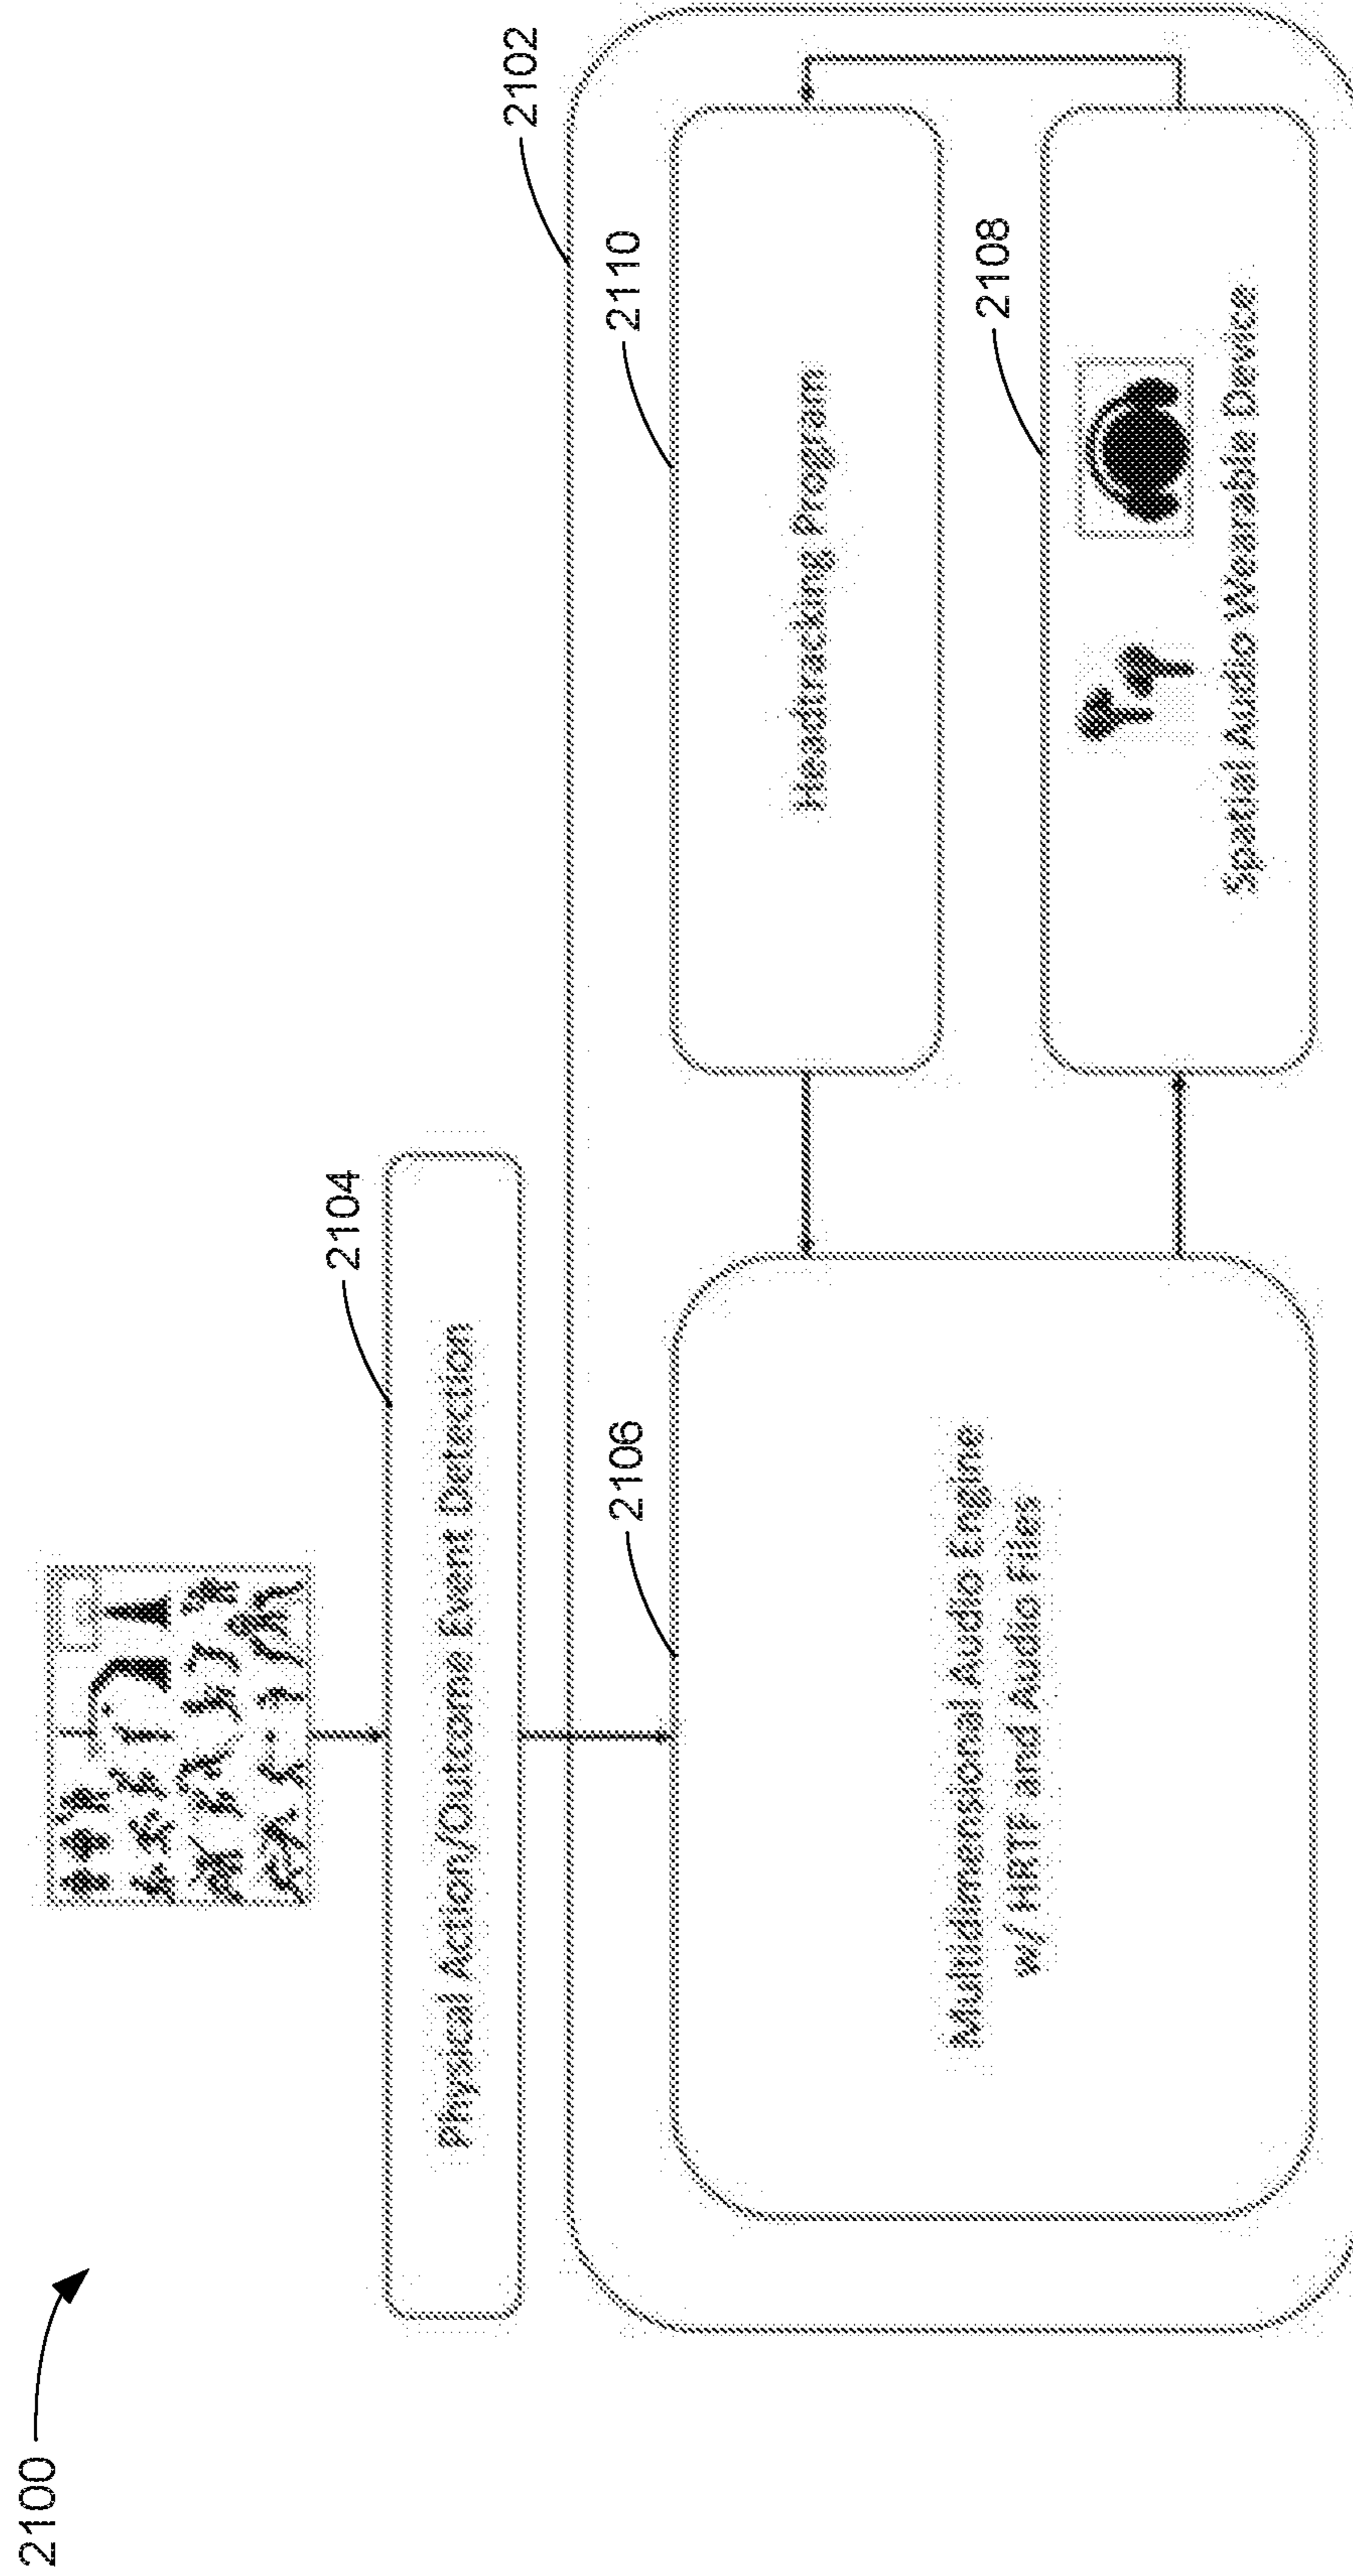 2100
2104
Physical Action/Outcome Event Detection
2102
2106
Multidimensional Audio Engine
w/ HRTF and Audio Files
2110
Headtracking Program
2108
Spatial Audio Wearable Device